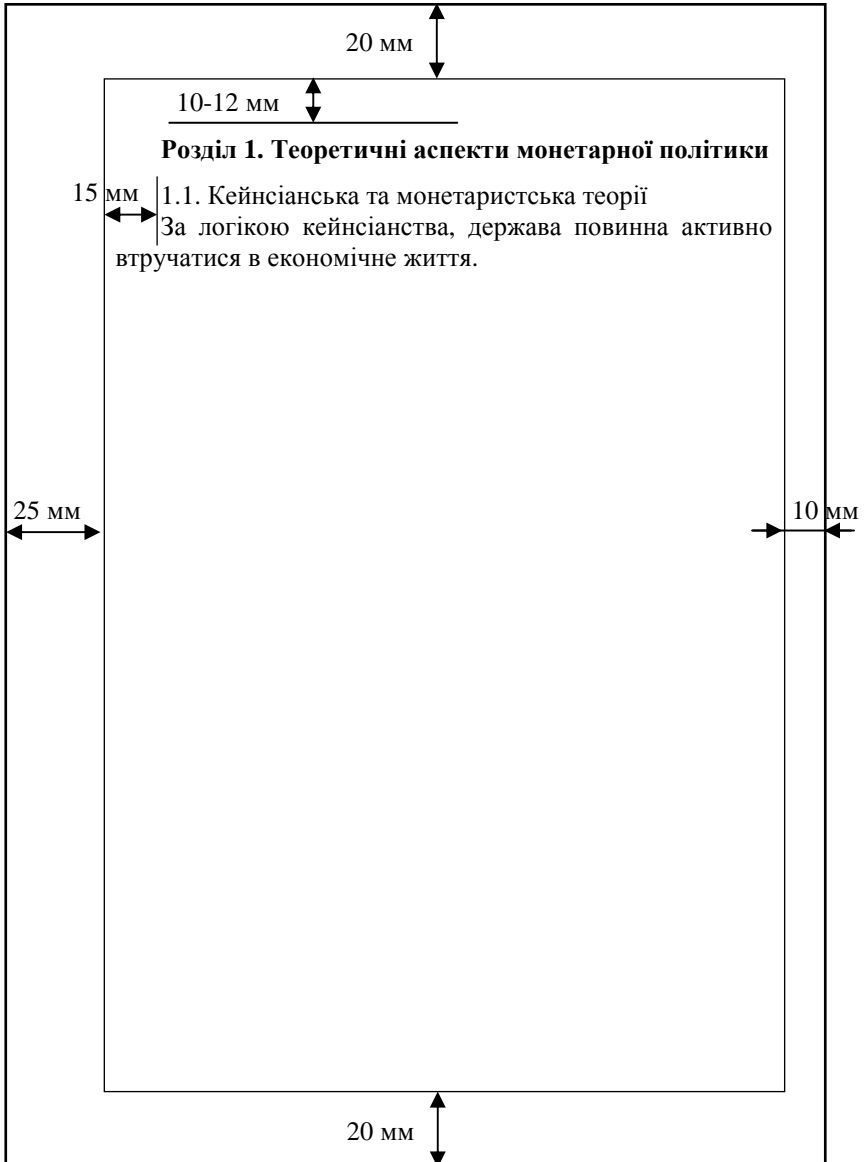 20 мм
10-12 мм
Розділ 1. Теоретичні аспекти монетарної політики
15 мм
1.1. Кейнсіанська та монетаристська теорії
За логікою кейнсіанства, держава повинна активно
втручатися в економічне життя.
25 мм
10 мм
20 мм